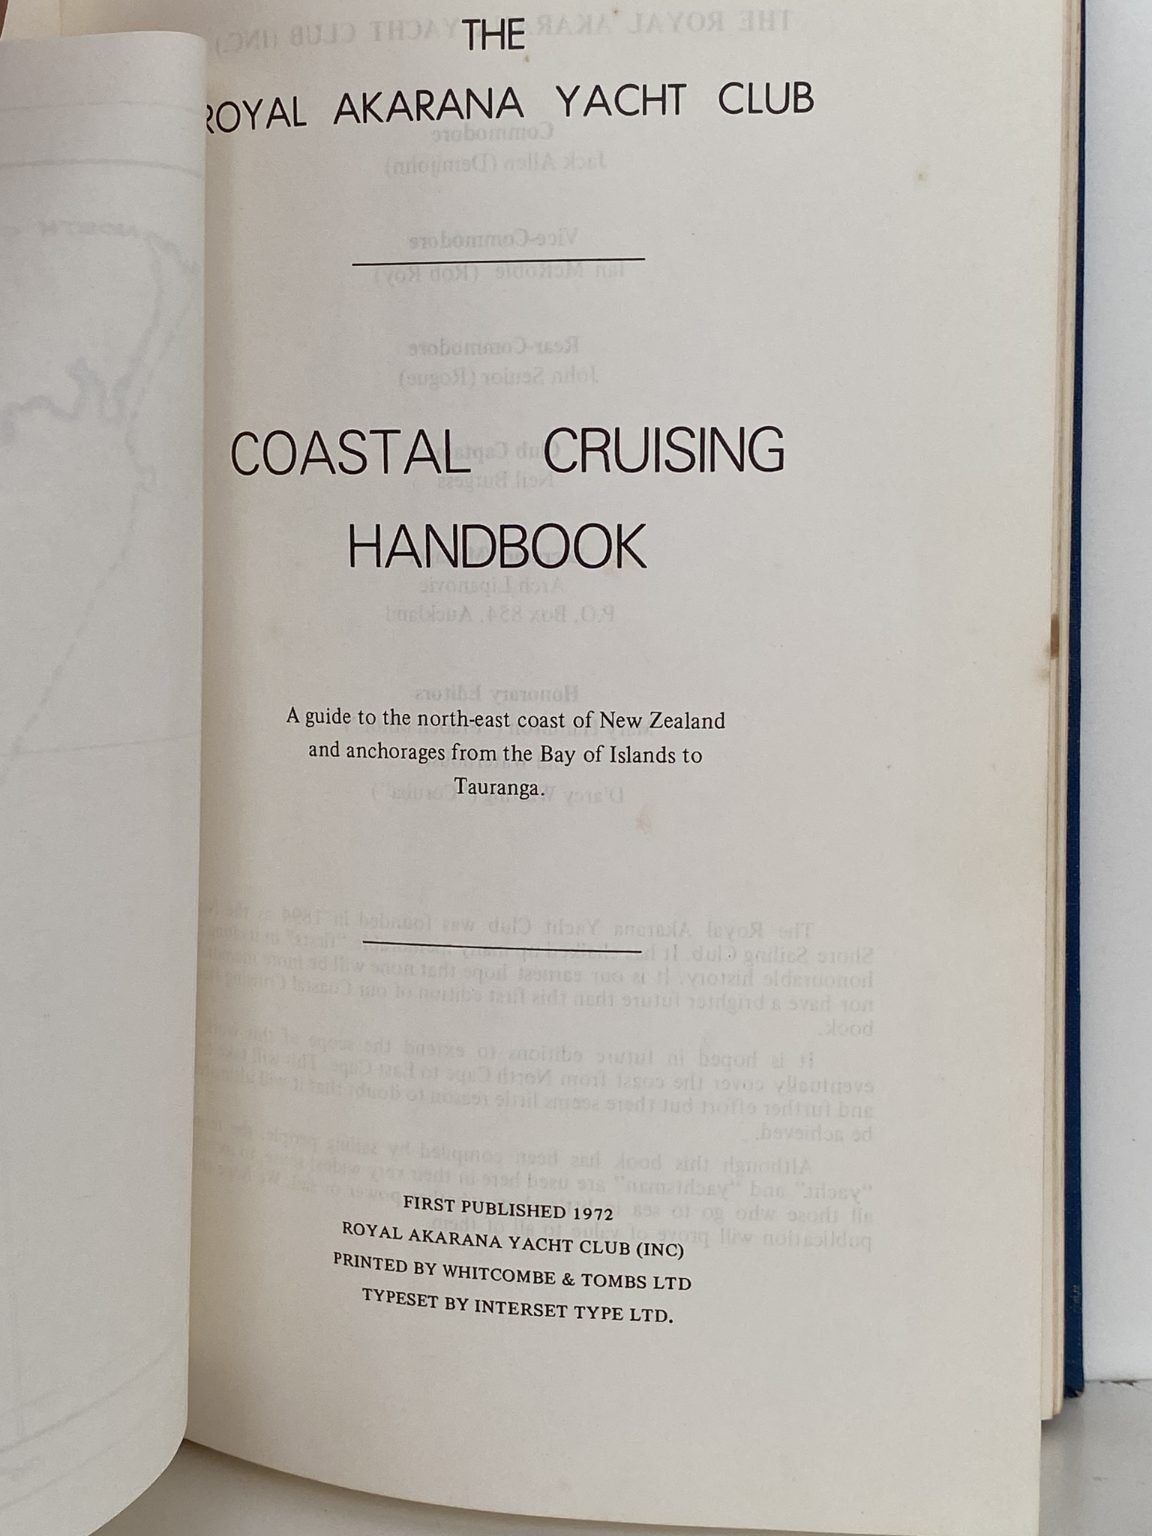 THE
ROYAL AKARANA YACHT CLUB
COASTAL CRUISING
HANDBOOK
A guide to the north-east coast of New Zealand
and anchorages from the Bay of Islands to
Tauranga.
FIRST PUBLISHED 1972
ROYAL AKARANA YACHT CLUB (INC)
PRINTED BY WHITCOMBE & TOMBS LTD
TYPESET BY INTERSET TYPE LTD.